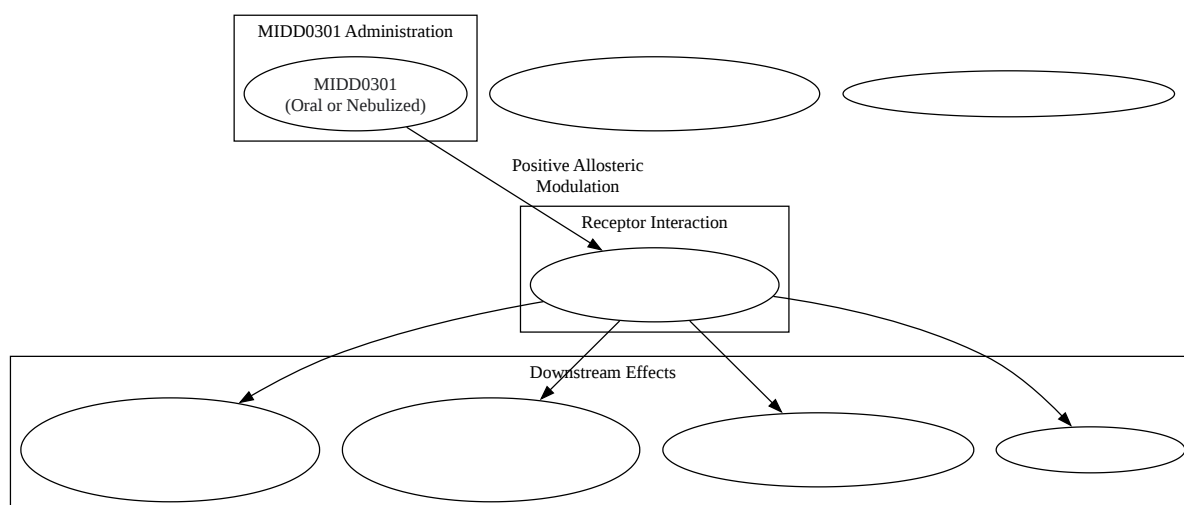 MIDD0301 Administration
MIDD0301
(Oral or Nebulized)
Positive Allosteric
Modulation
Receptor Interaction
Downstream Effects